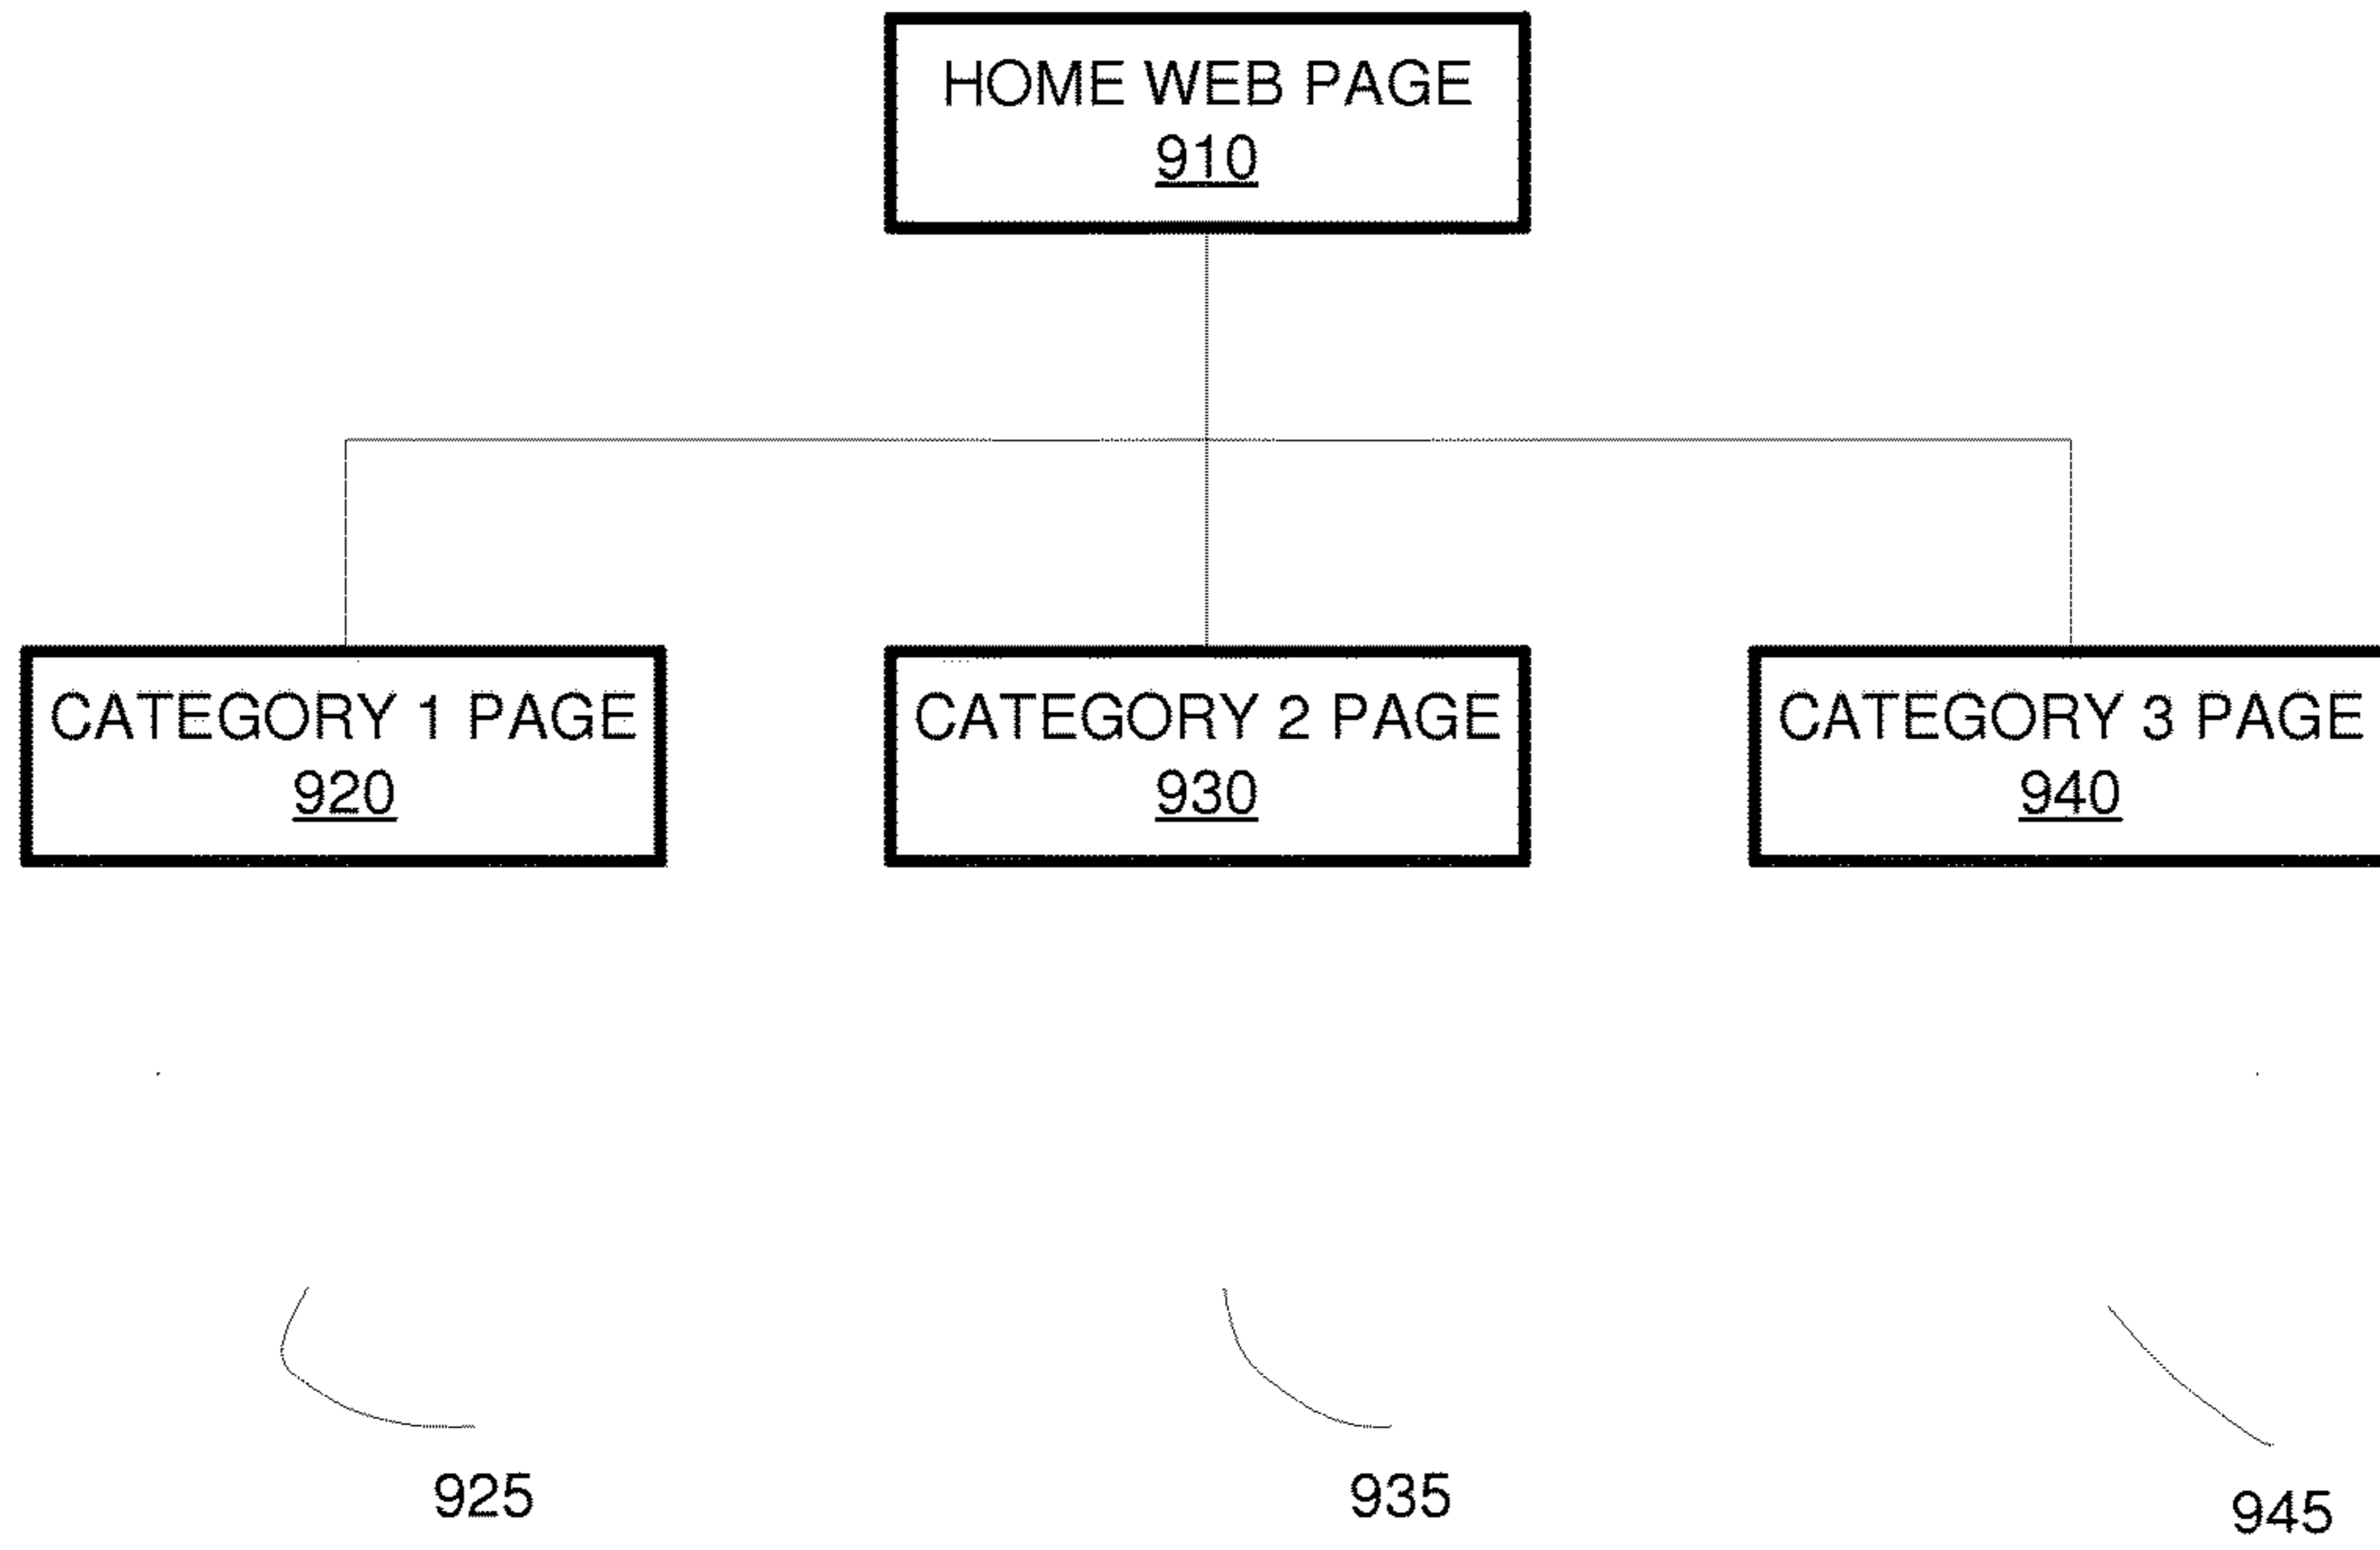 HOME WEB PAGE
910
CATEGORY 1 PAGE
920
CATEGORY 2 PAGE
930
CATEGORY 3 PAGE
940
925
935
945